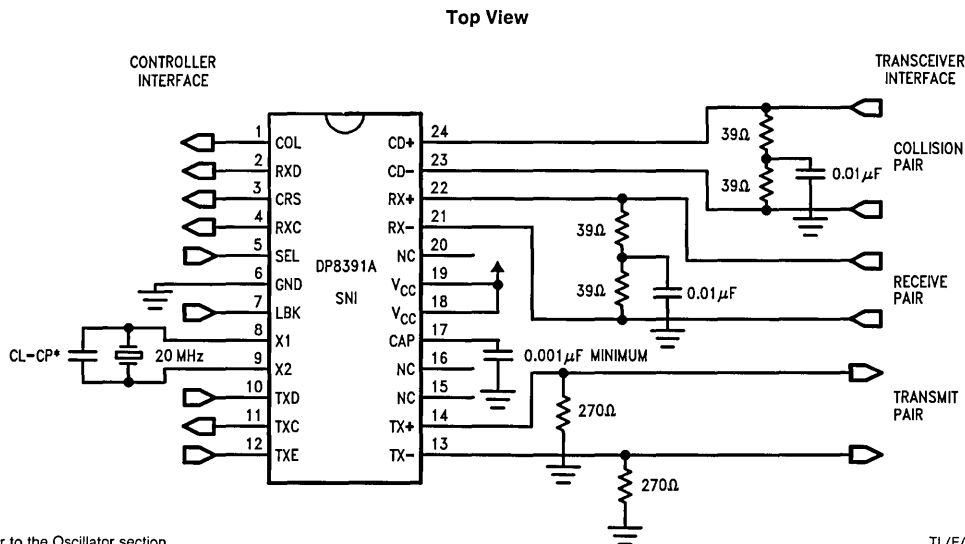 Top View
CONTROLLER
INTERFACE
TRANSCEIVER
INTERFACE
1 COL
2 RXD
3 CRS
4 RXC
5 SEL
6 GND
7 LBK
8 X1
9 X2
10 TXD
11 TXC
12 TXE
DP8391A
SNI
CD+ 24
CD- 23
RX+ 22
RX- 21
NC 20
VCC 19
VCC 18
CAP 17
NC 16
NC 15
TX+ 14
TX- 13
CL-CP*
20 MHz
39Ω
39Ω
0.01μF
COLLISION
PAIR
39Ω
39Ω
0.01μF
RECEIVE
PAIR
0.001μF MINIMUM
270Ω
270Ω
TRANSMIT
PAIR
r to the Oscillator section